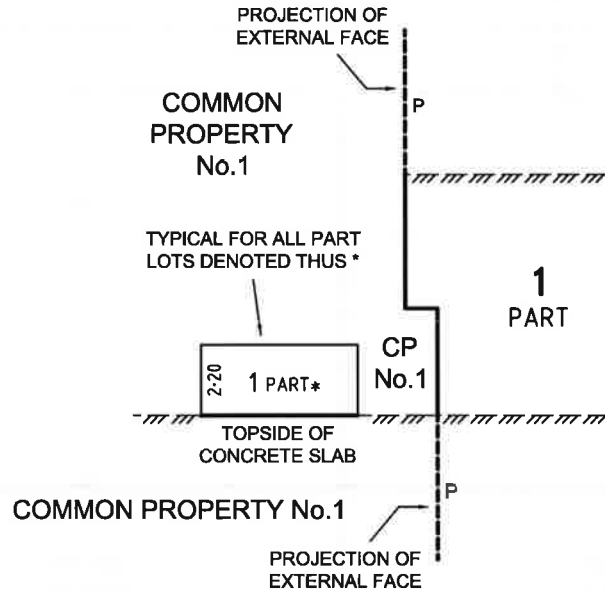 PROJECTION OF
EXTERNAL FACE
P
COMMON
PROPERTY
No.1
TYPICAL FOR ALL PART
LOTS DENOTED THUS *
1
PART
CP
No.1
2·20
1 PART*
TOPSIDE OF
CONCRETE SLAB
P
COMMON PROPERTY No.1
PROJECTION OF
EXTERNAL FACE